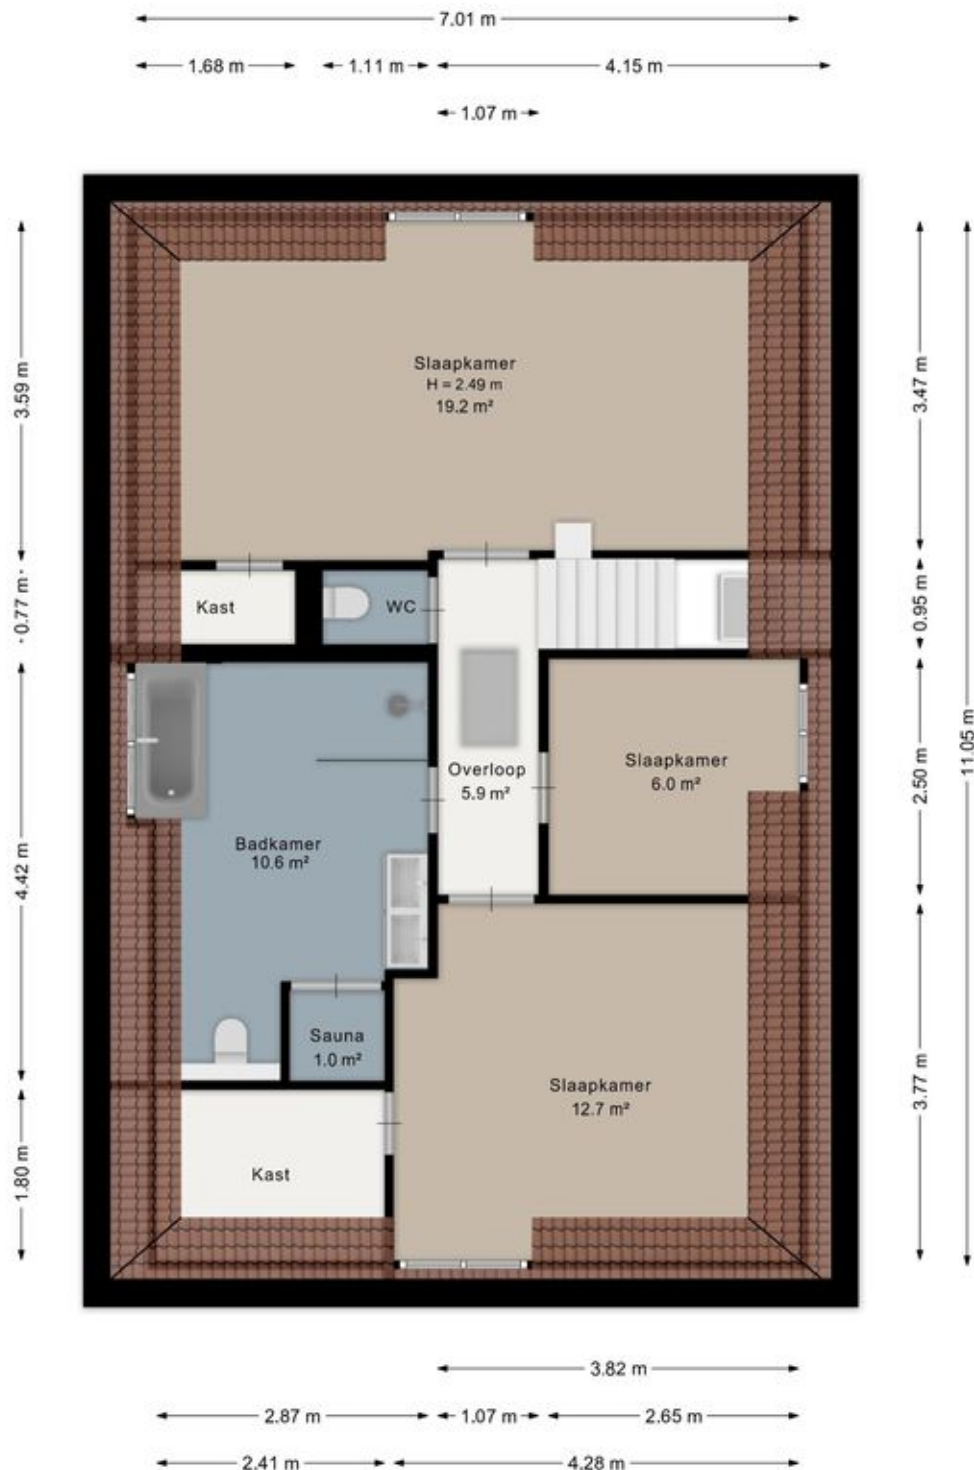 7.01 m
1.68 m
1.11 m
4.15 m
1.07 m
3.59 m
0.77 m
4.42 m
1.80 m
3.47 m
0.95 m
2.50 m
3.77 m
11.05 m
Slaapkamer
H = 2.49 m
19.2 m²
Kast
WC
Overloop
5.9 m²
Slaapkamer
6.0 m²
Badkamer
10.6 m²
Sauna
1.0 m²
Slaapkamer
12.7 m²
Kast
3.82 m
2.87 m
1.07 m
2.65 m
2.41 m
4.28 m